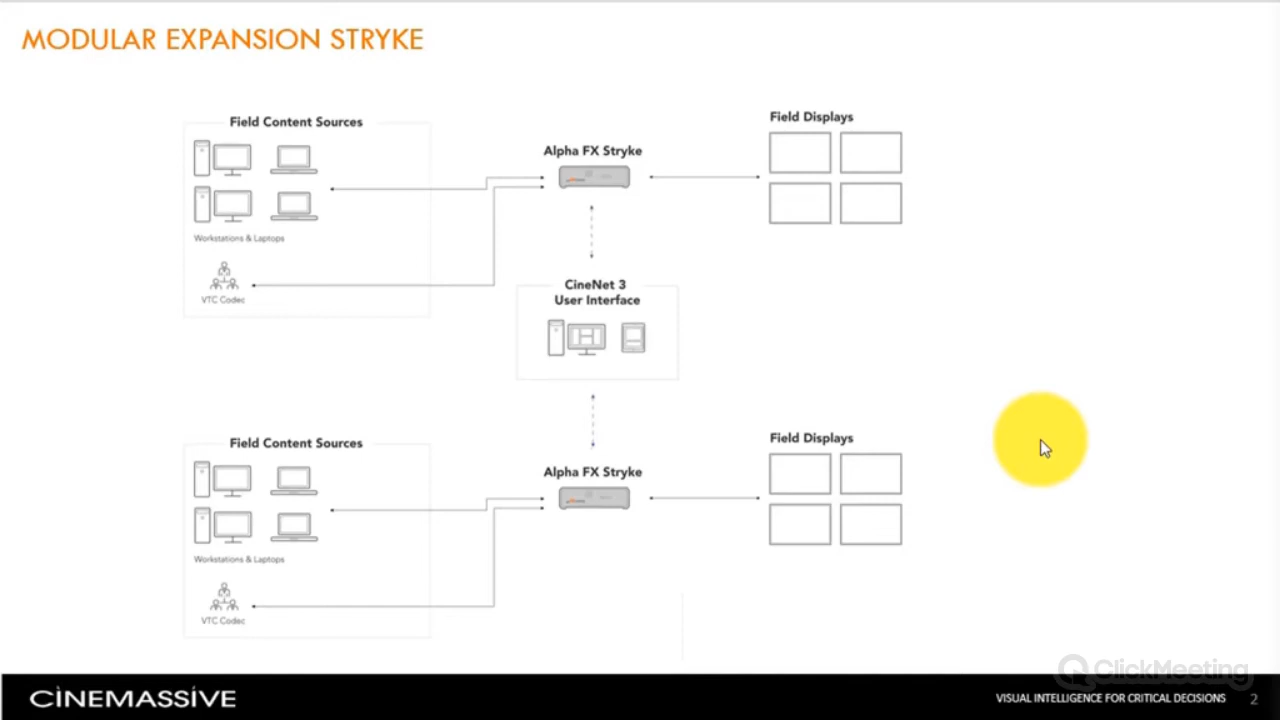 MODULAR EXPANSION STRYKE
Field Content Sources
Workstations & Laptops
VTC Codec
Alpha FX Stryke
Field Displays
CineNet 3
User Interface
Field Content Sources
Workstations & Laptops
VTC Codec
Alpha FX Stryke
Field Displays
ClickMeeting
CINEMASSIVE
VISUAL INTELLIGENCE FOR CRITICAL DECISIONS 2